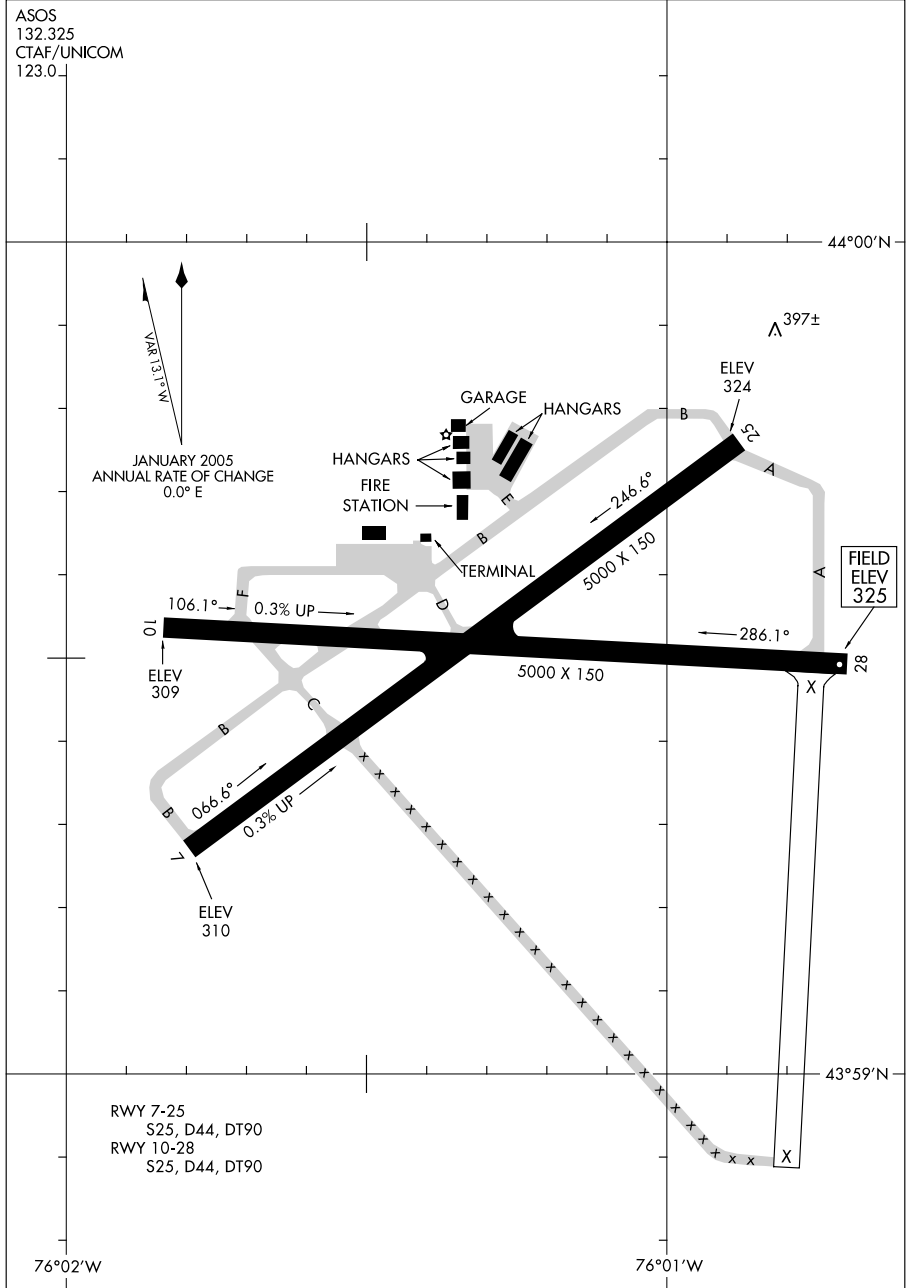 ASOS
132.325
CTAF/UNICOM
123.0
44°00'N
397±
VAR 13.1° W
ELEV
324
GARAGE
HANGARS
B
25
JANUARY 2005
ANNUAL RATE OF CHANGE
0.0° E
HANGARS
A
FIRE
STATION
E
246.6°
5000 X 150
B
TERMINAL
A
FIELD
ELEV
325
F
D
106.1°
0.3% UP
10
286.1°
28
5000 X 150
ELEV
309
X
C
B
066.6°
0.3% UP
B
7
x x x x x x x x x x x x x x x x x x x x x x x x x x
ELEV
310
43°59'N
RWY 7-25
S25, D44, DT90
RWY 10-28
S25, D44, DT90
X
76°02'W
76°01'W